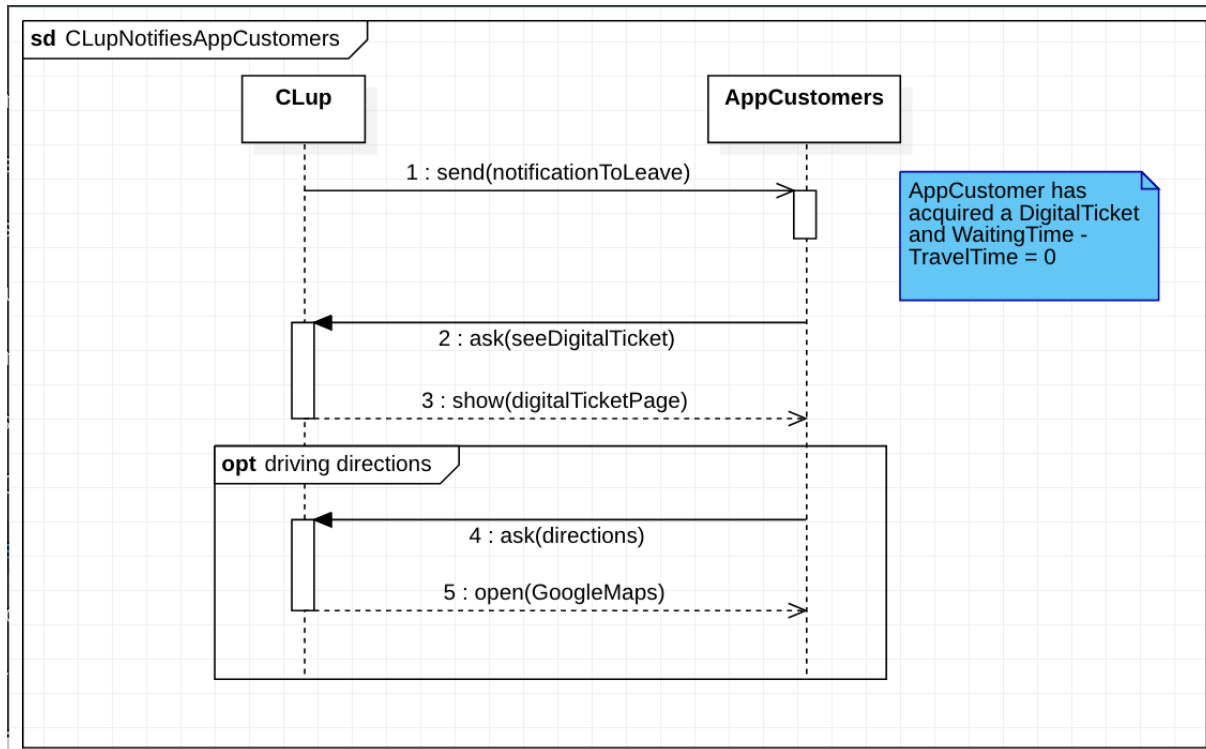 sd CLupNotifiesAppCustomers
CLup
AppCustomers
1 : send(notificationToLeave)
AppCustomer has
acquired a DigitalTicket
and WaitingTime -
TravelTime = 0
2 : ask(seeDigitalTicket)
3 : show(digitalTicketPage)
opt driving directions
4 : ask(directions)
5 : open(GoogleMaps)